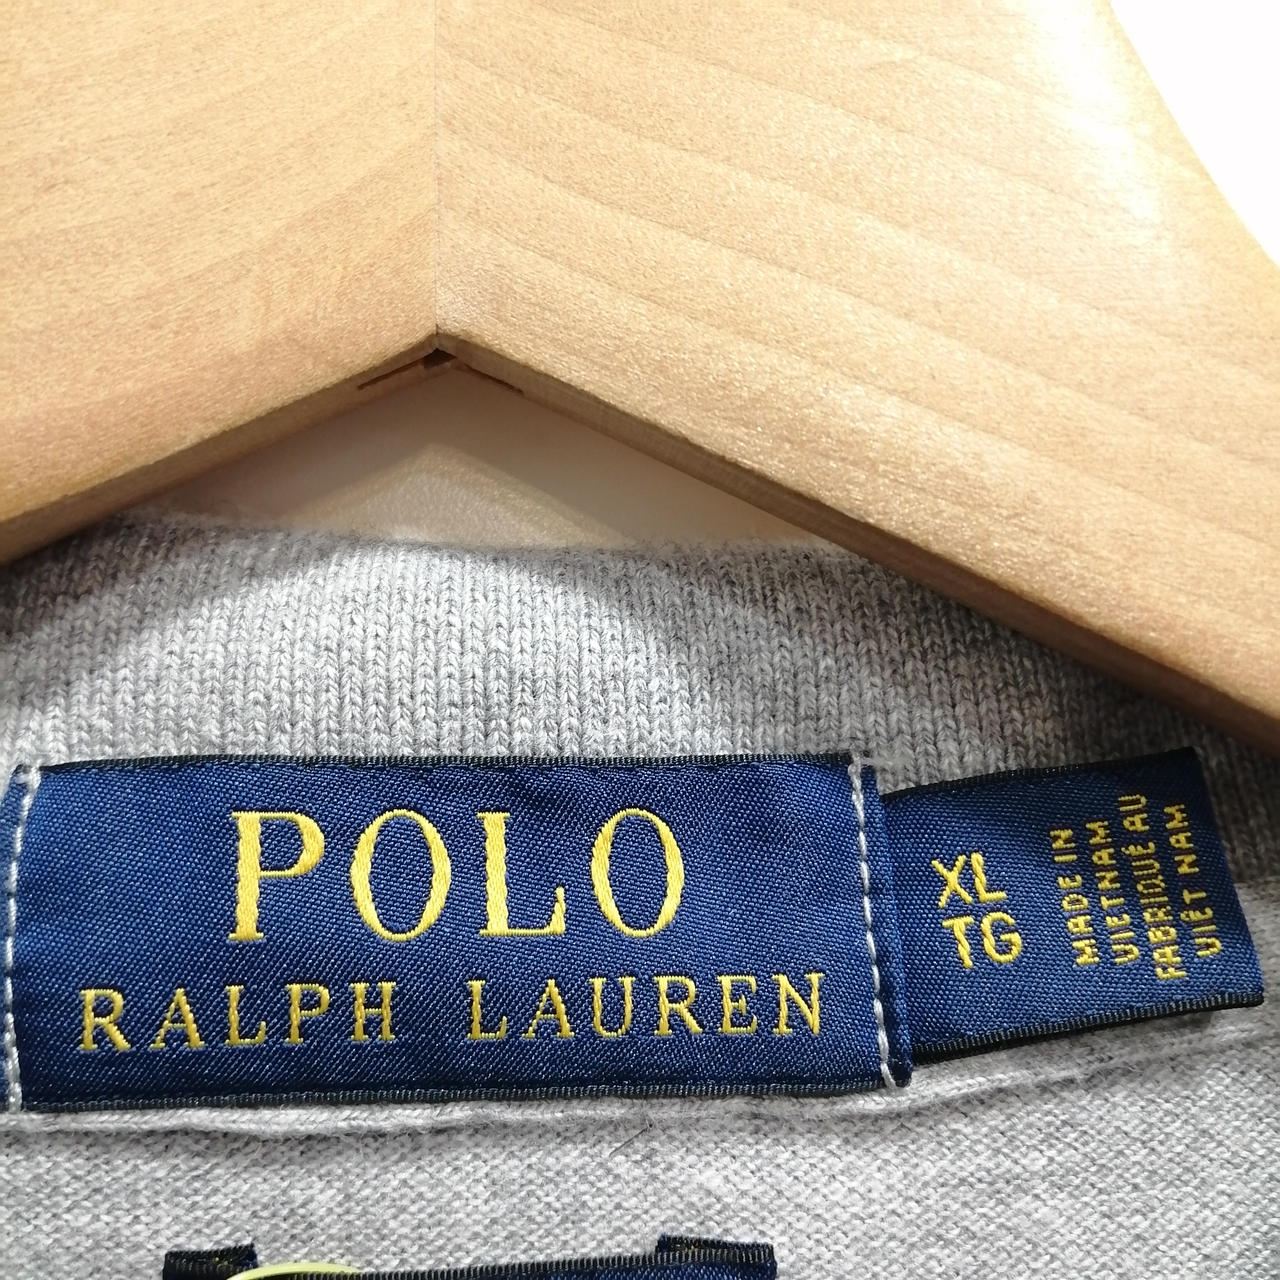 POLO
RALPH LAUREN
XL
TG
MADE IN
VIETNAM
FABRIQUÉ AU
VIÊT NAM